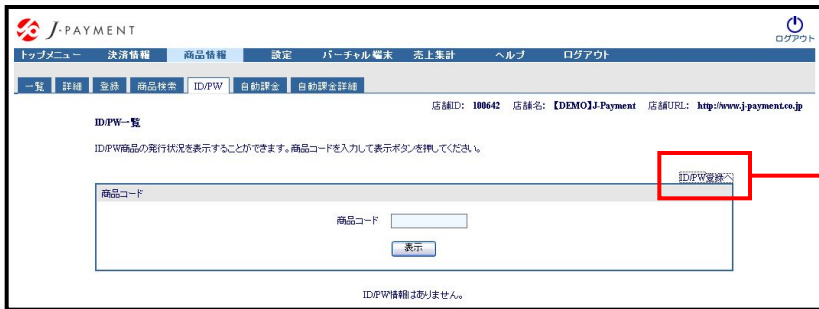 J-PAYMENT
ログアウト
トップメニュー 決済情報 商品情報 設定 バーチャル端末 売上集計 ヘルプ ログアウト
一覧 詳細 登録 商品検索 ID/PW 自動課金 自動課金詳細
店舗ID: 100642 店舗名: 【DEMO】J-Payment 店舗URL: http://www.j-payment.co.jp
ID/PW一覧
ID/PW商品の発行状況を表示することができます。商品コードを入力して表示ボタンを押してください。
ID/PW登録へ
商品コード
商品コード
表示
ID/PW情報はありません。